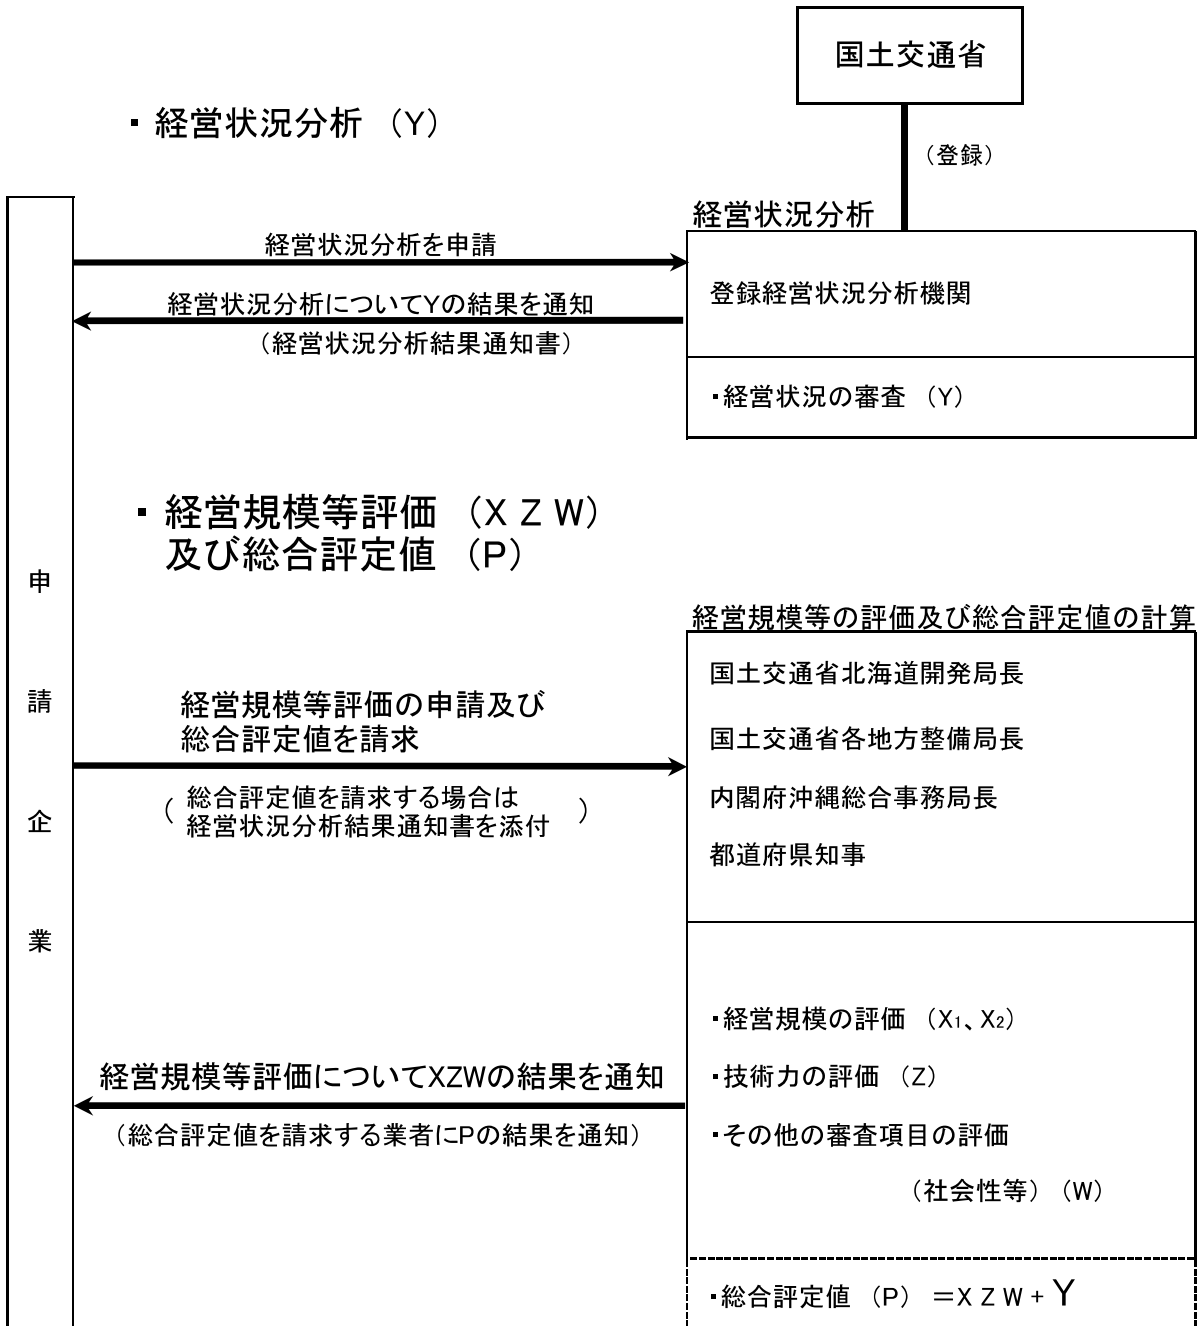 国土交通省
・ 経営状況分析 （Y）
（登録）
経営状況分析
経営状況分析を申請
登録経営状況分析機関
経営状況分析についてYの結果を通知
（経営状況分析結果通知書）
・経営状況の審査 （Y）
・ 経営規模等評価 （X Z W）
及び総合評定値 （P）
申
請
企
業
経営規模等の評価及び総合評定値の計算
国土交通省北海道開発局長
国土交通省各地方整備局長
内閣府沖縄総合事務局長
都道府県知事
経営規模等評価の申請及び
総合評定値を請求
（ 総合評定値を請求する場合は
経営状況分析結果通知書を添付 ）
・経営規模の評価 （X₁、X₂）
・技術力の評価 （Z）
・その他の審査項目の評価
（社会性等）（W）
経営規模等評価についてXZWの結果を通知
（総合評定値を請求する業者にPの結果を通知）
・総合評定値 （P） ＝X Z W + Y